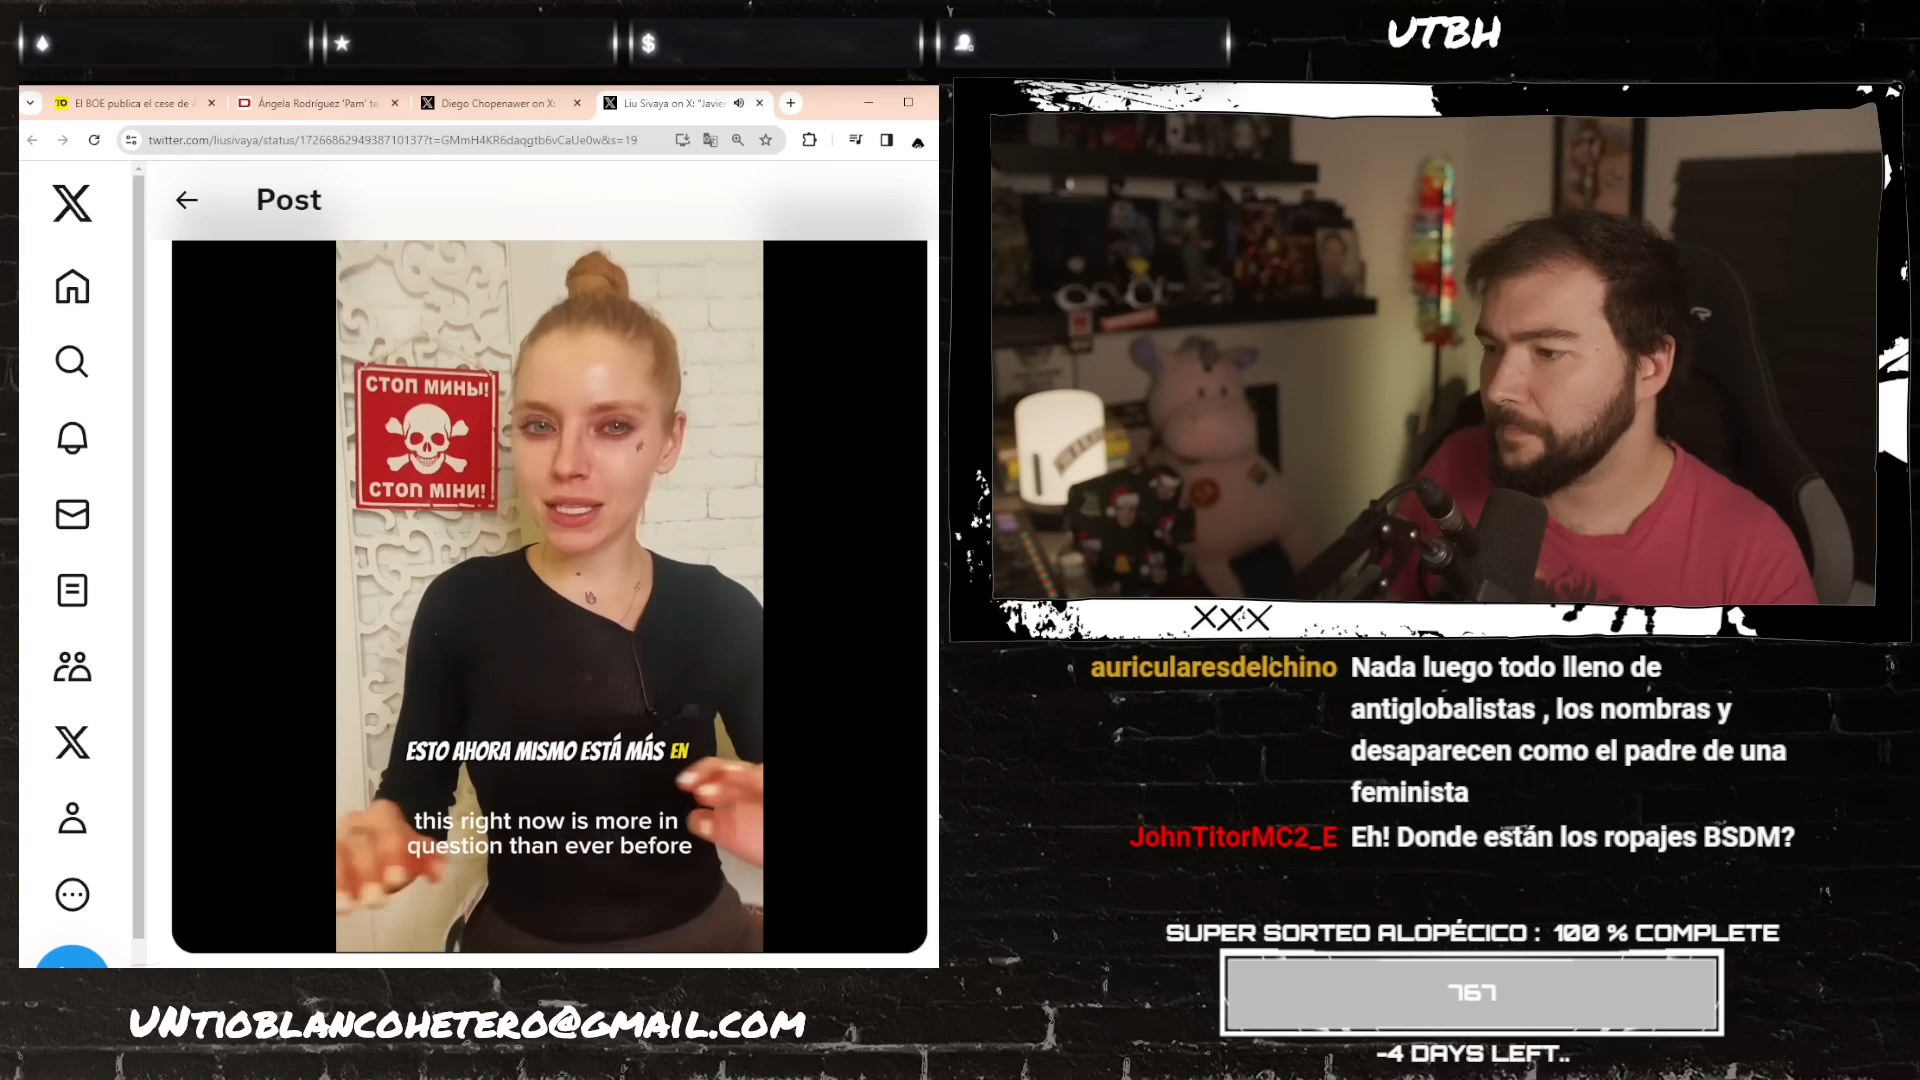 UTBH
El BOE publica el cese de
Ángela Rodríguez 'Pam' te
Diego Chopenawer on X:
Liu Sivaya on X: "Javier
twitter.com/liusivaya/status/1726686294938710137?t=GMmH4KR6daqgtb6vCaUe0w&s=19
Post
СТОП МИНЫ!
СТОП МІНИ!
ESTO AHORA MISMO ESTÁ MÁS EN
this right now is more in
question than ever before
XXX
auricularesdelchino Nada luego todo lleno de
antiglobalistas , los nombras y
desaparecen como el padre de una
feminista
JohnTitorMC2_E Eh! Donde están los ropajes BSDM?
SUPER SORTEO ALOPÉCICO : 100 % COMPLETE
767
-4 DAYS LEFT..
UNTIOBLANCOHETERO@GMAIL.COM